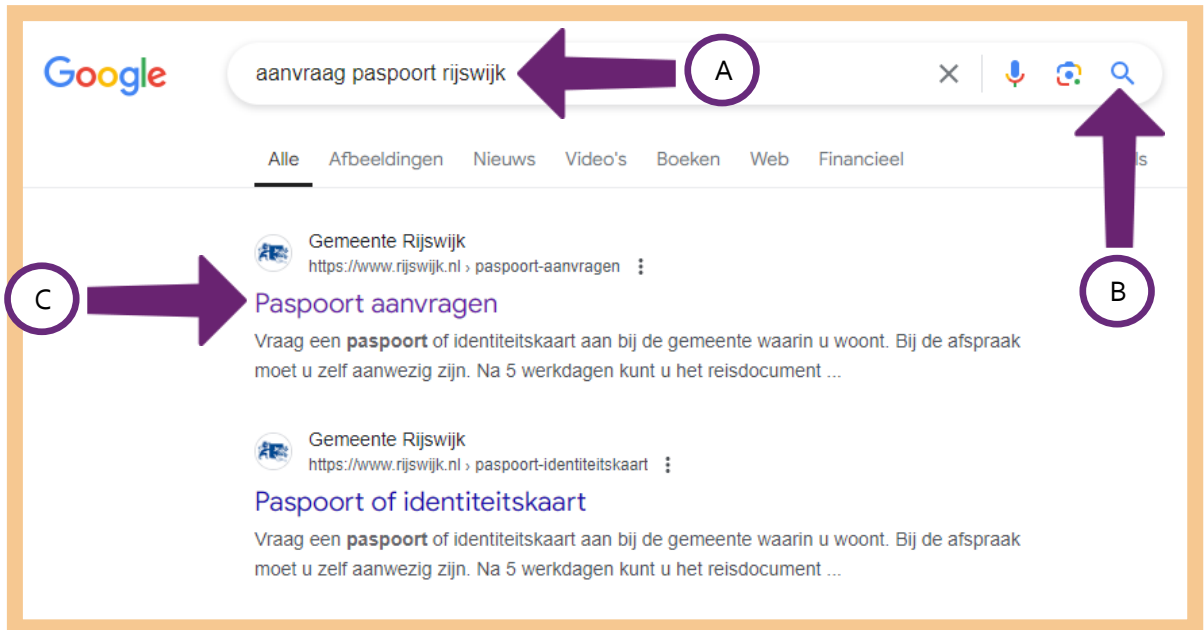 Google
aanvraag paspoort rijswijk
A
Alle Afbeeldingen Nieuws Video's Boeken Web Financieel
Gemeente Rijswijk
https://www.rijswijk.nl › paspoort-aanvragen
C
B
Paspoort aanvragen
Vraag een paspoort of identiteitskaart aan bij de gemeente waarin u woont. Bij de afspraak
moet u zelf aanwezig zijn. Na 5 werkdagen kunt u het reisdocument ...
Gemeente Rijswijk
https://www.rijswijk.nl › paspoort-identiteitskaart
Paspoort of identiteitskaart
Vraag een paspoort of identiteitskaart aan bij de gemeente waarin u woont. Bij de afspraak
moet u zelf aanwezig zijn. Na 5 werkdagen kunt u het reisdocument ...